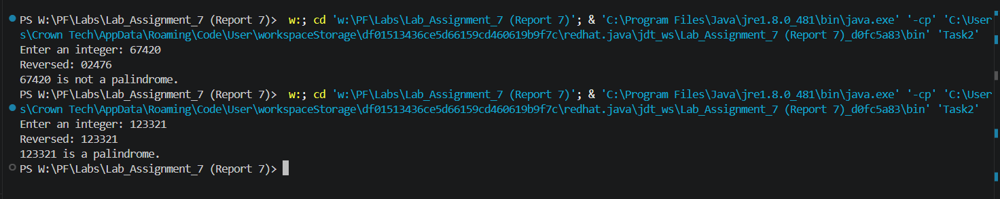 PS W:\PF\Labs\Lab_Assignment_7 (Report 7)>  w:; cd 'w:\PF\Labs\Lab_Assignment_7 (Report 7)'; & 'C:\Program Files\Java\jre1.8.0_481\bin\java.exe' '-cp' 'C:\User
s\Crown Tech\AppData\Roaming\Code\User\workspaceStorage\df01513436ce5d66159cd460619b9f7c\redhat.java\jdt_ws\Lab_Assignment_7 (Report 7)_d0fc5a83\bin' 'Task2'
Enter an integer: 67420
Reversed: 02476
67420 is not a palindrome.
PS W:\PF\Labs\Lab_Assignment_7 (Report 7)>  w:; cd 'w:\PF\Labs\Lab_Assignment_7 (Report 7)'; & 'C:\Program Files\Java\jre1.8.0_481\bin\java.exe' '-cp' 'C:\User
s\Crown Tech\AppData\Roaming\Code\User\workspaceStorage\df01513436ce5d66159cd460619b9f7c\redhat.java\jdt_ws\Lab_Assignment_7 (Report 7)_d0fc5a83\bin' 'Task2'
Enter an integer: 123321
Reversed: 123321
123321 is a palindrome.
PS W:\PF\Labs\Lab_Assignment_7 (Report 7)>